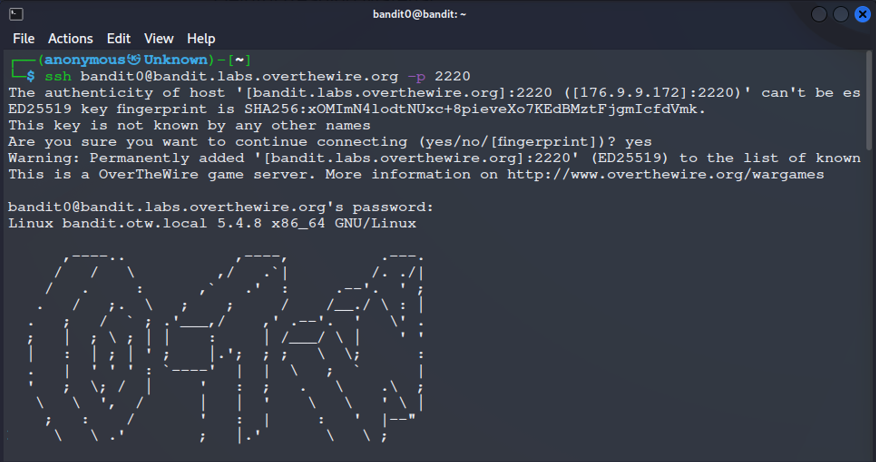 bandit0@bandit: ~
File Actions Edit View Help
┌──(anonymous㉿Unknown)-[~]
└─$ ssh bandit0@bandit.labs.overthewire.org -p 2220
The authenticity of host '[bandit.labs.overthewire.org]:2220 ([176.9.9.172]:2220)' can't be es
ED25519 key fingerprint is SHA256:xOMImN4lodtNUxc+8pieveXo7KEdBMztFjgmIcfdVmk.
This key is not known by any other names
Are you sure you want to continue connecting (yes/no/[fingerprint])? yes
Warning: Permanently added '[bandit.labs.overthewire.org]:2220' (ED25519) to the list of known
This is a OverTheWire game server. More information on http://www.overthewire.org/wargames
bandit0@bandit.labs.overthewire.org's password:
Linux bandit.otw.local 5.4.8 x86_64 GNU/Linux
      ,----..            ,----,          .---.
     /   /   \         ,/   .`|         /. ./|
    /   .     :      ,`   .'  :     .--'.  ' ;
   .   /   ;.  \   ;    ;     /    /__./ \ : |
  .   ;   /  ` ; .'___,/    ,' .--'.  '   \' .
  ;   |  ; \ ; | |    :     | /___/ \ |    ' '
  |   :  | ; | ' ;    |.';  ; ;   \  \;      :
  .   |  ' ' ' : `----'  |  |  \   ;  `      |
  '   ;  \; /  |     '   :  ;   .   \    .\  ;
   \   \  ',  /      |   |  '    \   \   ' \ |
    ;   :    /       '   :  |     :   '  |--"
     \   \ .'        ;   |.'       \   \ ;